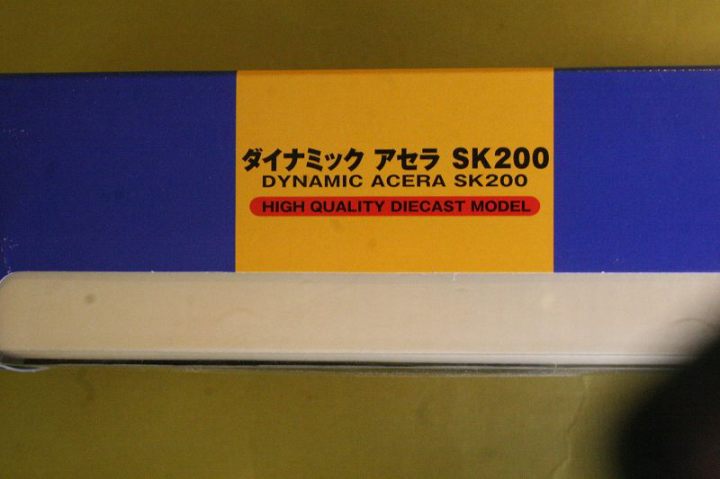 ダイナミック アセラ SK200
DYNAMIC ACERA SK200
HIGH QUALITY DIECAST MODEL